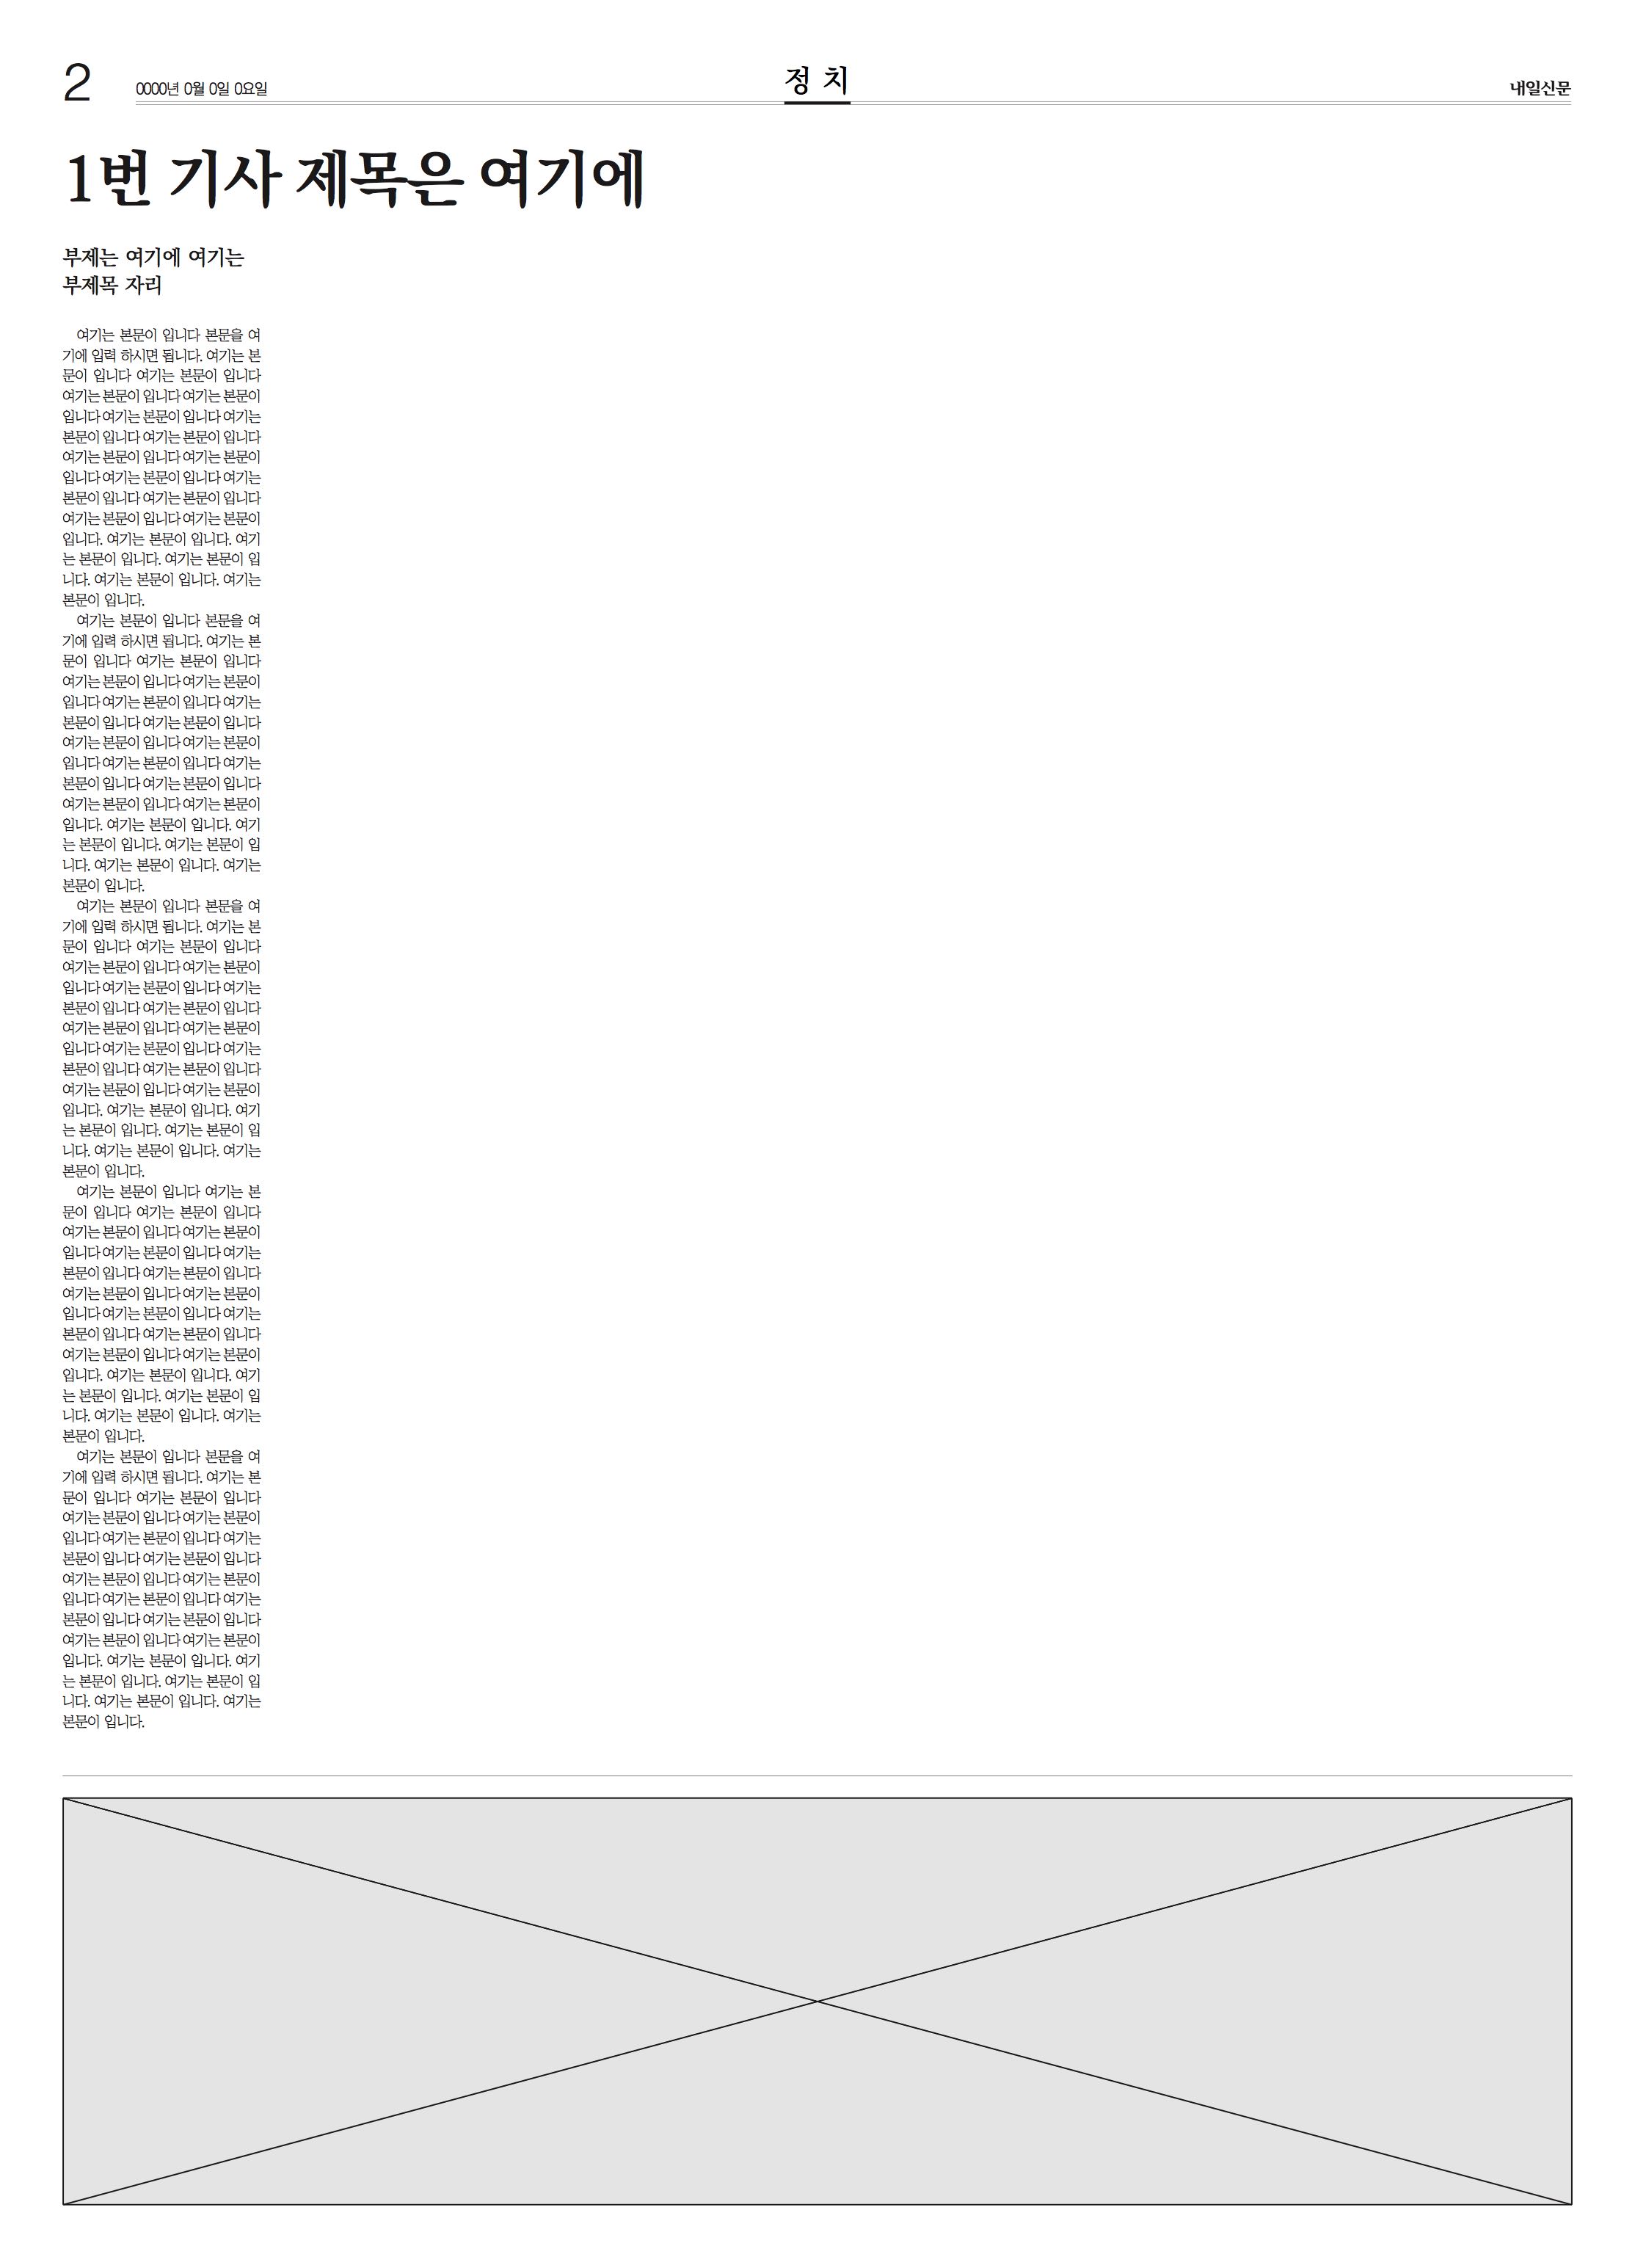 2
0000년 0월 0일 0요일
정 치
내일신문
1번 기사 제목은 여기에
부제는 여기에 여기는
부제목 자리
여기는 본문이 입니다 본문을 여
기에 입력 하시면 됩니다. 여기는 본
문이 입니다 여기는 본문이 입니다
여기는 본문이 입니다 여기는 본문이
입니다 여기는 본문이 입니다 여기는
본문이 입니다 여기는 본문이 입니다
여기는 본문이 입니다 여기는 본문이
입니다 여기는 본문이 입니다 여기는
본문이 입니다 여기는 본문이 입니다
여기는 본문이 입니다 여기는 본문이
입니다. 여기는 본문이 입니다. 여기
는 본문이 입니다. 여기는 본문이 입
니다. 여기는 본문이 입니다. 여기는
본문이 입니다.
여기는 본문이 입니다 본문을 여
기에 입력 하시면 됩니다. 여기는 본
문이 입니다 여기는 본문이 입니다
여기는 본문이 입니다 여기는 본문이
입니다 여기는 본문이 입니다 여기는
본문이 입니다 여기는 본문이 입니다
여기는 본문이 입니다 여기는 본문이
입니다 여기는 본문이 입니다 여기는
본문이 입니다 여기는 본문이 입니다
여기는 본문이 입니다 여기는 본문이
입니다. 여기는 본문이 입니다. 여기
는 본문이 입니다. 여기는 본문이 입
니다. 여기는 본문이 입니다. 여기는
본문이 입니다.
여기는 본문이 입니다 본문을 여
기에 입력 하시면 됩니다. 여기는 본
문이 입니다 여기는 본문이 입니다
여기는 본문이 입니다 여기는 본문이
입니다 여기는 본문이 입니다 여기는
본문이 입니다 여기는 본문이 입니다
여기는 본문이 입니다 여기는 본문이
입니다 여기는 본문이 입니다 여기는
본문이 입니다 여기는 본문이 입니다
여기는 본문이 입니다 여기는 본문이
입니다. 여기는 본문이 입니다. 여기
는 본문이 입니다. 여기는 본문이 입
니다. 여기는 본문이 입니다. 여기는
본문이 입니다.
여기는 본문이 입니다 여기는 본
문이 입니다 여기는 본문이 입니다
여기는 본문이 입니다 여기는 본문이
입니다 여기는 본문이 입니다 여기는
본문이 입니다 여기는 본문이 입니다
여기는 본문이 입니다 여기는 본문이
입니다 여기는 본문이 입니다 여기는
본문이 입니다 여기는 본문이 입니다
여기는 본문이 입니다 여기는 본문이
입니다. 여기는 본문이 입니다. 여기
는 본문이 입니다. 여기는 본문이 입
니다. 여기는 본문이 입니다. 여기는
본문이 입니다.
여기는 본문이 입니다 본문을 여
기에 입력 하시면 됩니다. 여기는 본
문이 입니다 여기는 본문이 입니다
여기는 본문이 입니다 여기는 본문이
입니다 여기는 본문이 입니다 여기는
본문이 입니다 여기는 본문이 입니다
여기는 본문이 입니다 여기는 본문이
입니다 여기는 본문이 입니다 여기는
본문이 입니다 여기는 본문이 입니다
여기는 본문이 입니다 여기는 본문이
입니다. 여기는 본문이 입니다. 여기
는 본문이 입니다. 여기는 본문이 입
니다. 여기는 본문이 입니다. 여기는
본문이 입니다.